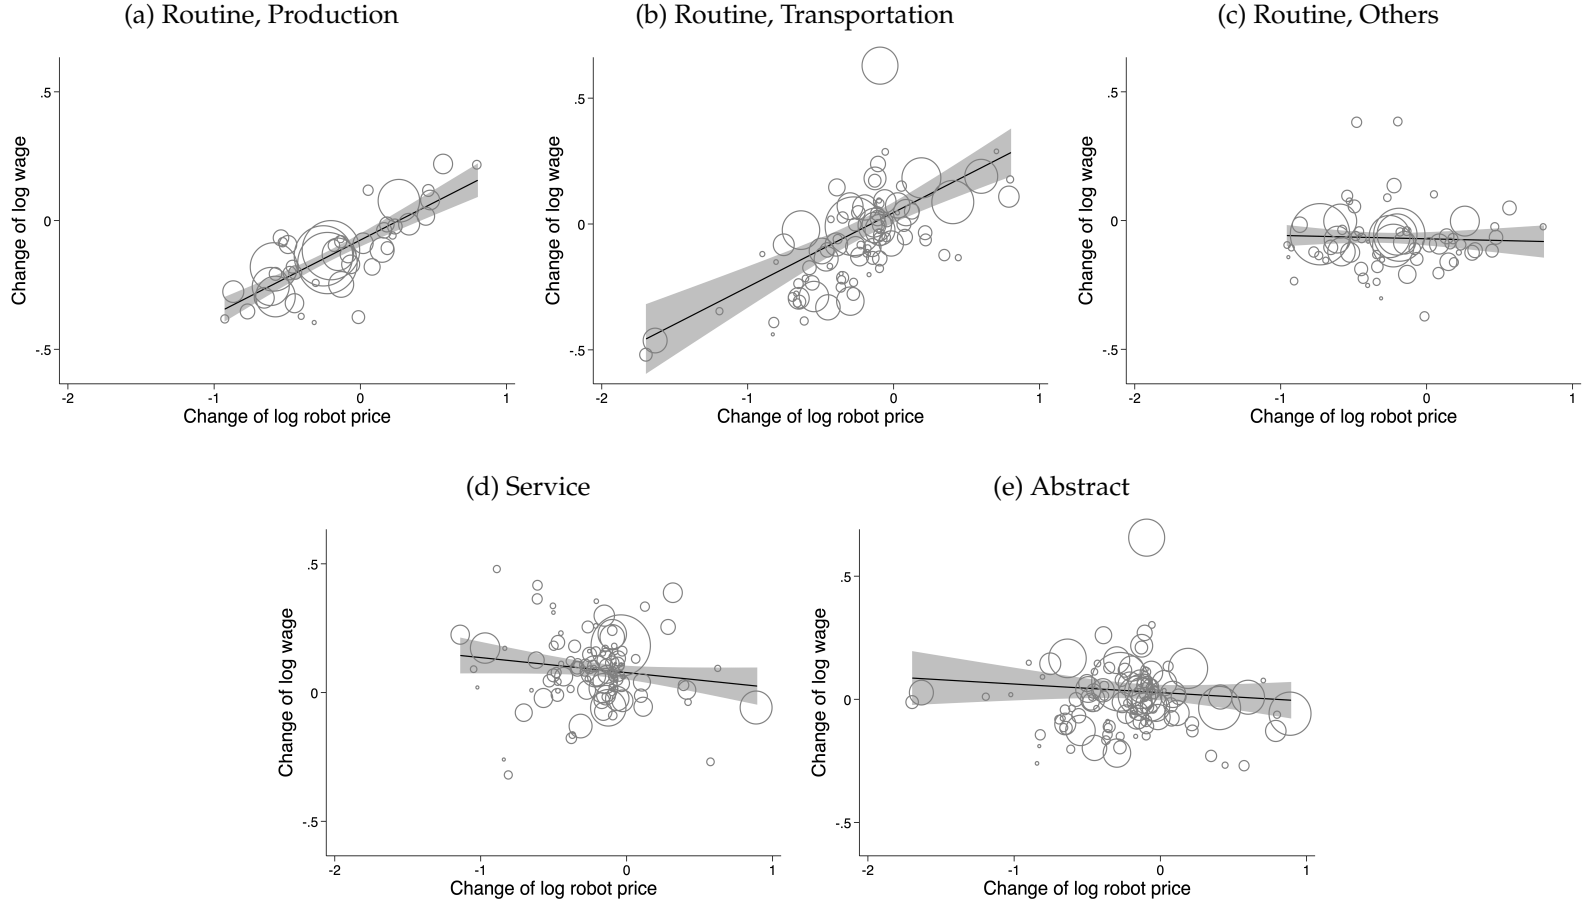 (a) Routine, Production
(b) Routine, Transportation
(c) Routine, Others
Change of log wage
.5
0
-.5
-2
-1
0
1
Change of log robot price
Change of log wage
.5
0
-.5
-2
-1
0
1
Change of log robot price
Change of log wage
.5
0
-.5
-2
-1
0
1
Change of log robot price
(d) Service
(e) Abstract
Change of log wage
.5
0
-.5
-2
-1
0
1
Change of log robot price
Change of log wage
.5
0
-.5
-2
-1
0
1
Change of log robot price